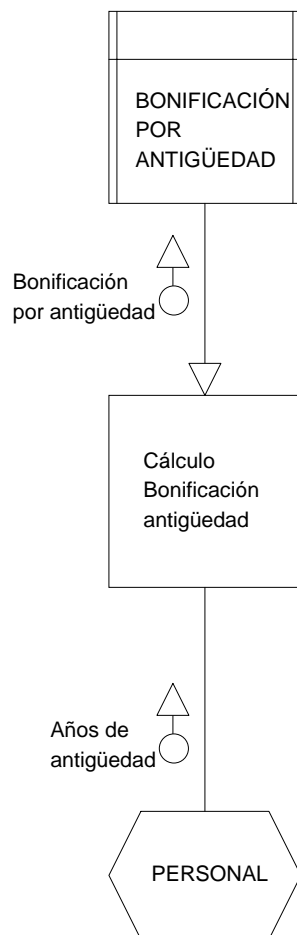 BONIFICACIÓN
POR
ANTIGÜEDAD
Bonificación
por antigüedad
Cálculo
Bonificación
antigüedad
Años de
antigüedad
PERSONAL